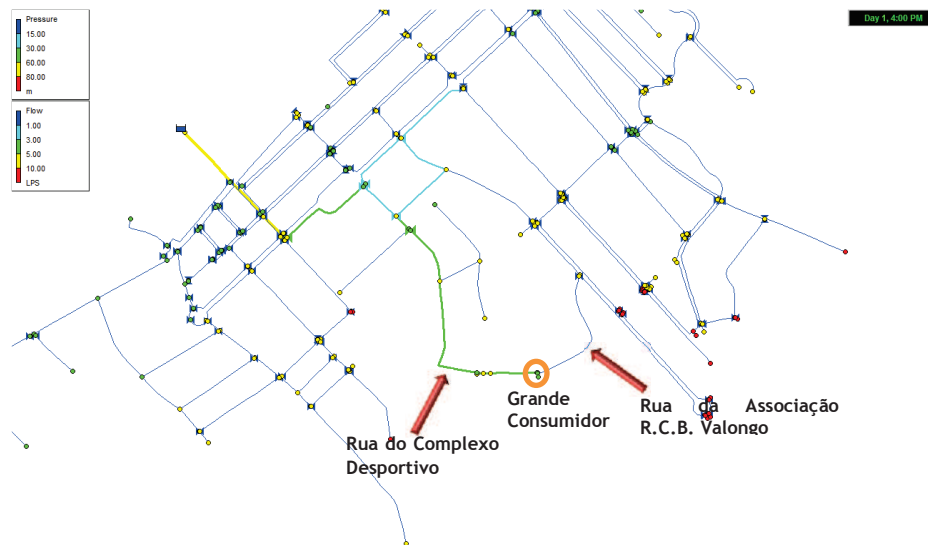 Pressure
15.00
30.00
60.00
80.00
m
Flow
1.00
3.00
5.00
10.00
LPS
Day 1, 4:00 PM
Grande
Consumidor
Rua da Associação
R.C.B. Valongo
Rua do Complexo
Desportivo